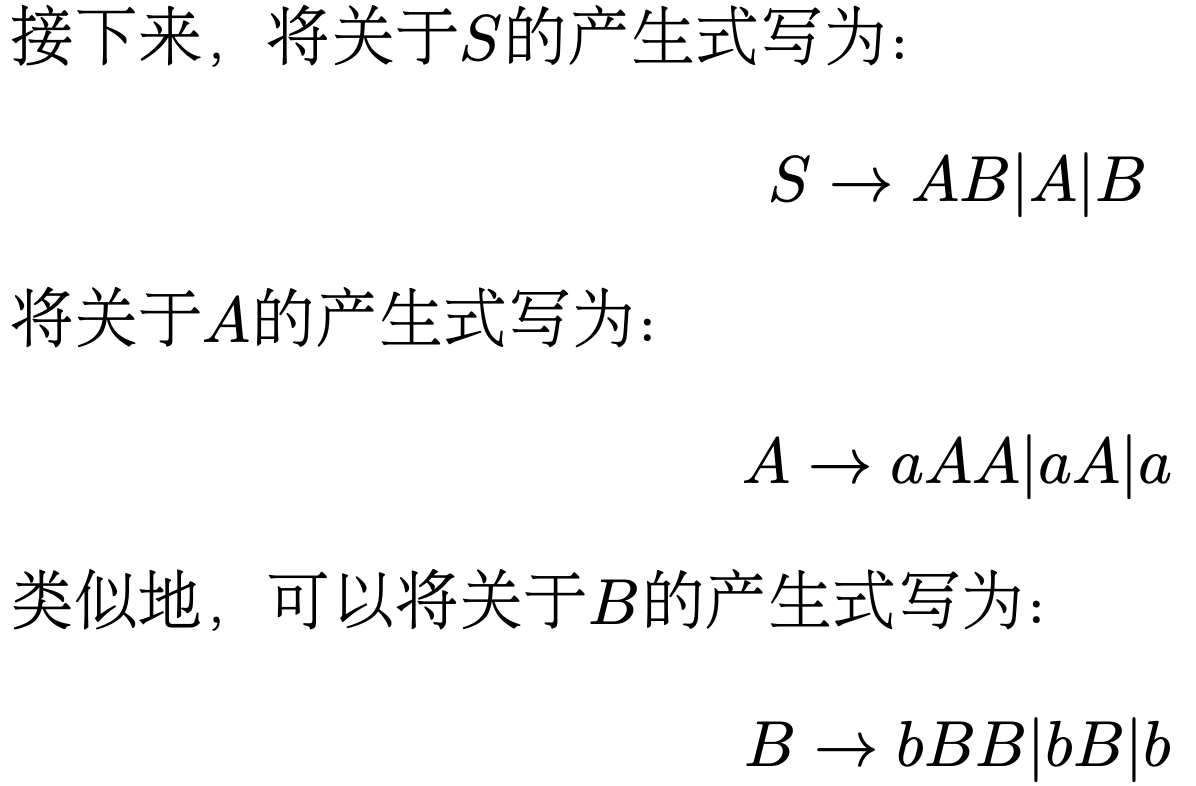 接下来，将关于S的产生式写为：
S → AB|A|B
将关于A的产生式写为：
A → aAA|aA|a
类似地，可以将关于B的产生式写为：
B → bBB|bB|b